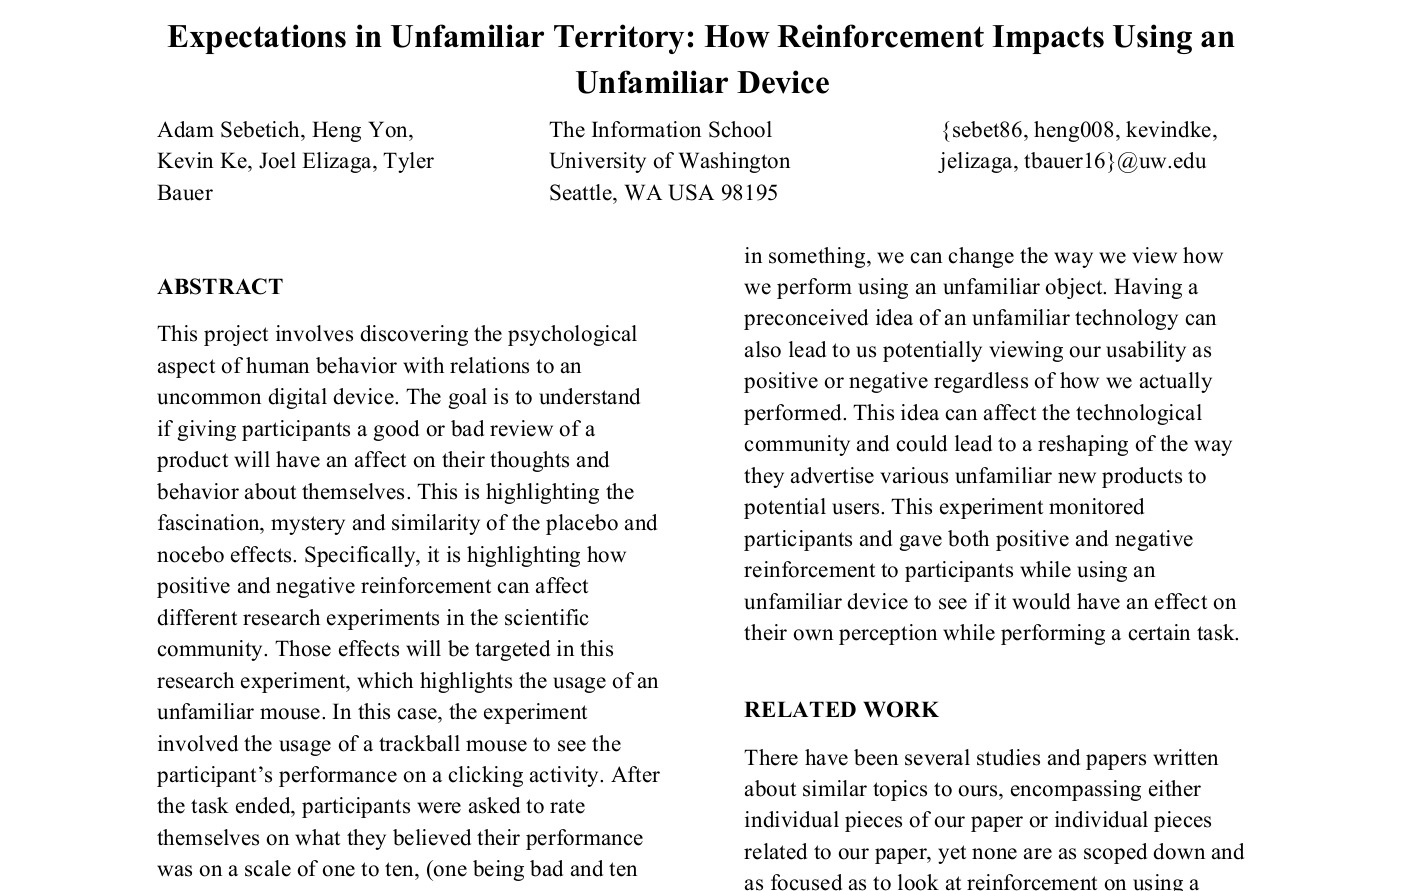 Expectations in Unfamiliar Territory: How Reinforcement Impacts Using an
Unfamiliar Device
Adam Sebetich, Heng Yon,
Kevin Ke, Joel Elizaga, Tyler
Bauer
The Information School
University of Washington
Seattle, WA USA 98195
{sebet86, heng008, kevindke,
jelizaga, tbauer16}@uw.edu
ABSTRACT
This project involves discovering the psychological
aspect of human behavior with relations to an
uncommon digital device. The goal is to understand
if giving participants a good or bad review of a
product will have an affect on their thoughts and
behavior about themselves. This is highlighting the
fascination, mystery and similarity of the placebo and
nocebo effects. Specifically, it is highlighting how
positive and negative reinforcement can affect
different research experiments in the scientific
community. Those effects will be targeted in this
research experiment, which highlights the usage of an
unfamiliar mouse. In this case, the experiment
involved the usage of a trackball mouse to see the
participant’s performance on a clicking activity. After
the task ended, participants were asked to rate
themselves on what they believed their performance
was on a scale of one to ten, (one being bad and ten
in something, we can change the way we view how
we perform using an unfamiliar object. Having a
preconceived idea of an unfamiliar technology can
also lead to us potentially viewing our usability as
positive or negative regardless of how we actually
performed. This idea can affect the technological
community and could lead to a reshaping of the way
they advertise various unfamiliar new products to
potential users. This experiment monitored
participants and gave both positive and negative
reinforcement to participants while using an
unfamiliar device to see if it would have an effect on
their own perception while performing a certain task.
RELATED WORK
There have been several studies and papers written
about similar topics to ours, encompassing either
individual pieces of our paper or individual pieces
related to our paper, yet none are as scoped down and
as focused as to look at reinforcement on using a